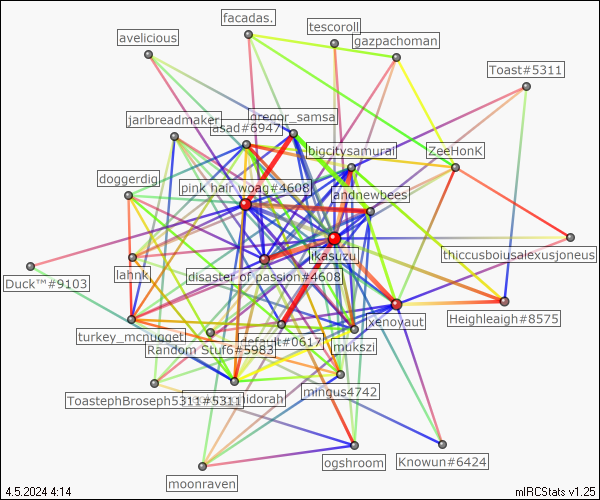 facadas.
tescoroll
avelicious
gazpachoman
Toast#5311
gregor_samsa
jarlbreadmaker
asad#6947
bigcitysamurai
ZeeHonK
doggerdig
pink hair woag#4608
andnewbees
thiccusboiusalexusjoneus
ikasuzu
lahnk
disaster of passion#4608
Duck™#9103
xenoyaut
Heighleaigh#8575
turkey_mcnugget
default#0617
mukszi
Random Stuf6#5983
mingus4742
ToastephBroseph5311#5311
idorah
ogshroom
Knowun#6424
moonraven
4.5.2024 4:14
mIRCStats v1.25